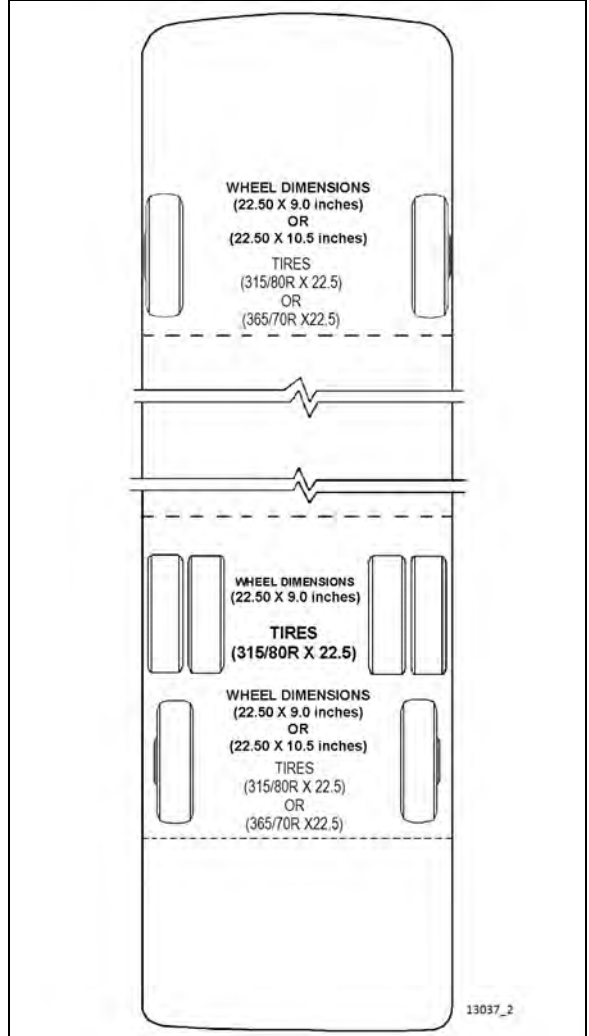 WHEEL DIMENSIONS
(22.50 X 9.0 inches)
OR
(22.50 X 10.5 inches)
TIRES
(315/80R X 22.5)
OR
(365/70R X22.5)
WHEEL DIMENSIONS
(22.50 X 9.0 inches)
TIRES
(315/80R X 22.5)
WHEEL DIMENSIONS
(22.50 X 9.0 inches)
OR
(22.50 X 10.5 inches)
TIRES
(315/80R X 22.5)
OR
(365/70R X22.5)
13037_2